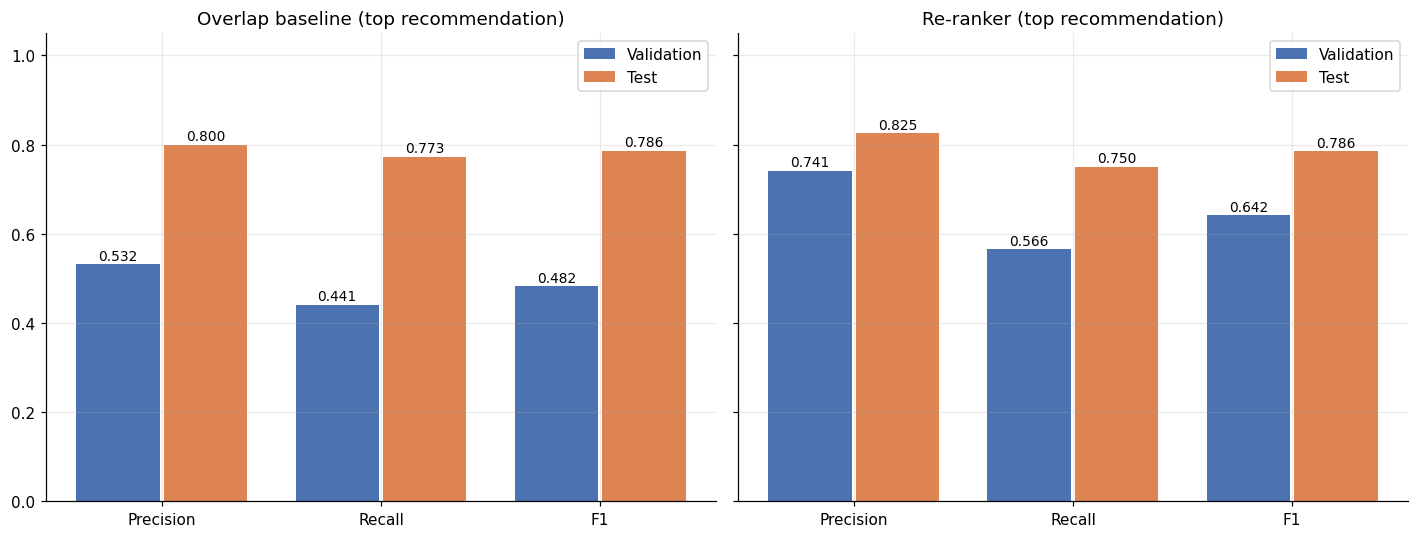 Overlap baseline (top recommendation)
Validation
Test
1.0
0.8
0.6
0.4
0.2
0.0
0.532
0.800
0.441
0.773
0.482
0.786
Precision
Recall
F1
Re-ranker (top recommendation)
Validation
Test
0.741
0.825
0.566
0.750
0.642
0.786
Precision
Recall
F1